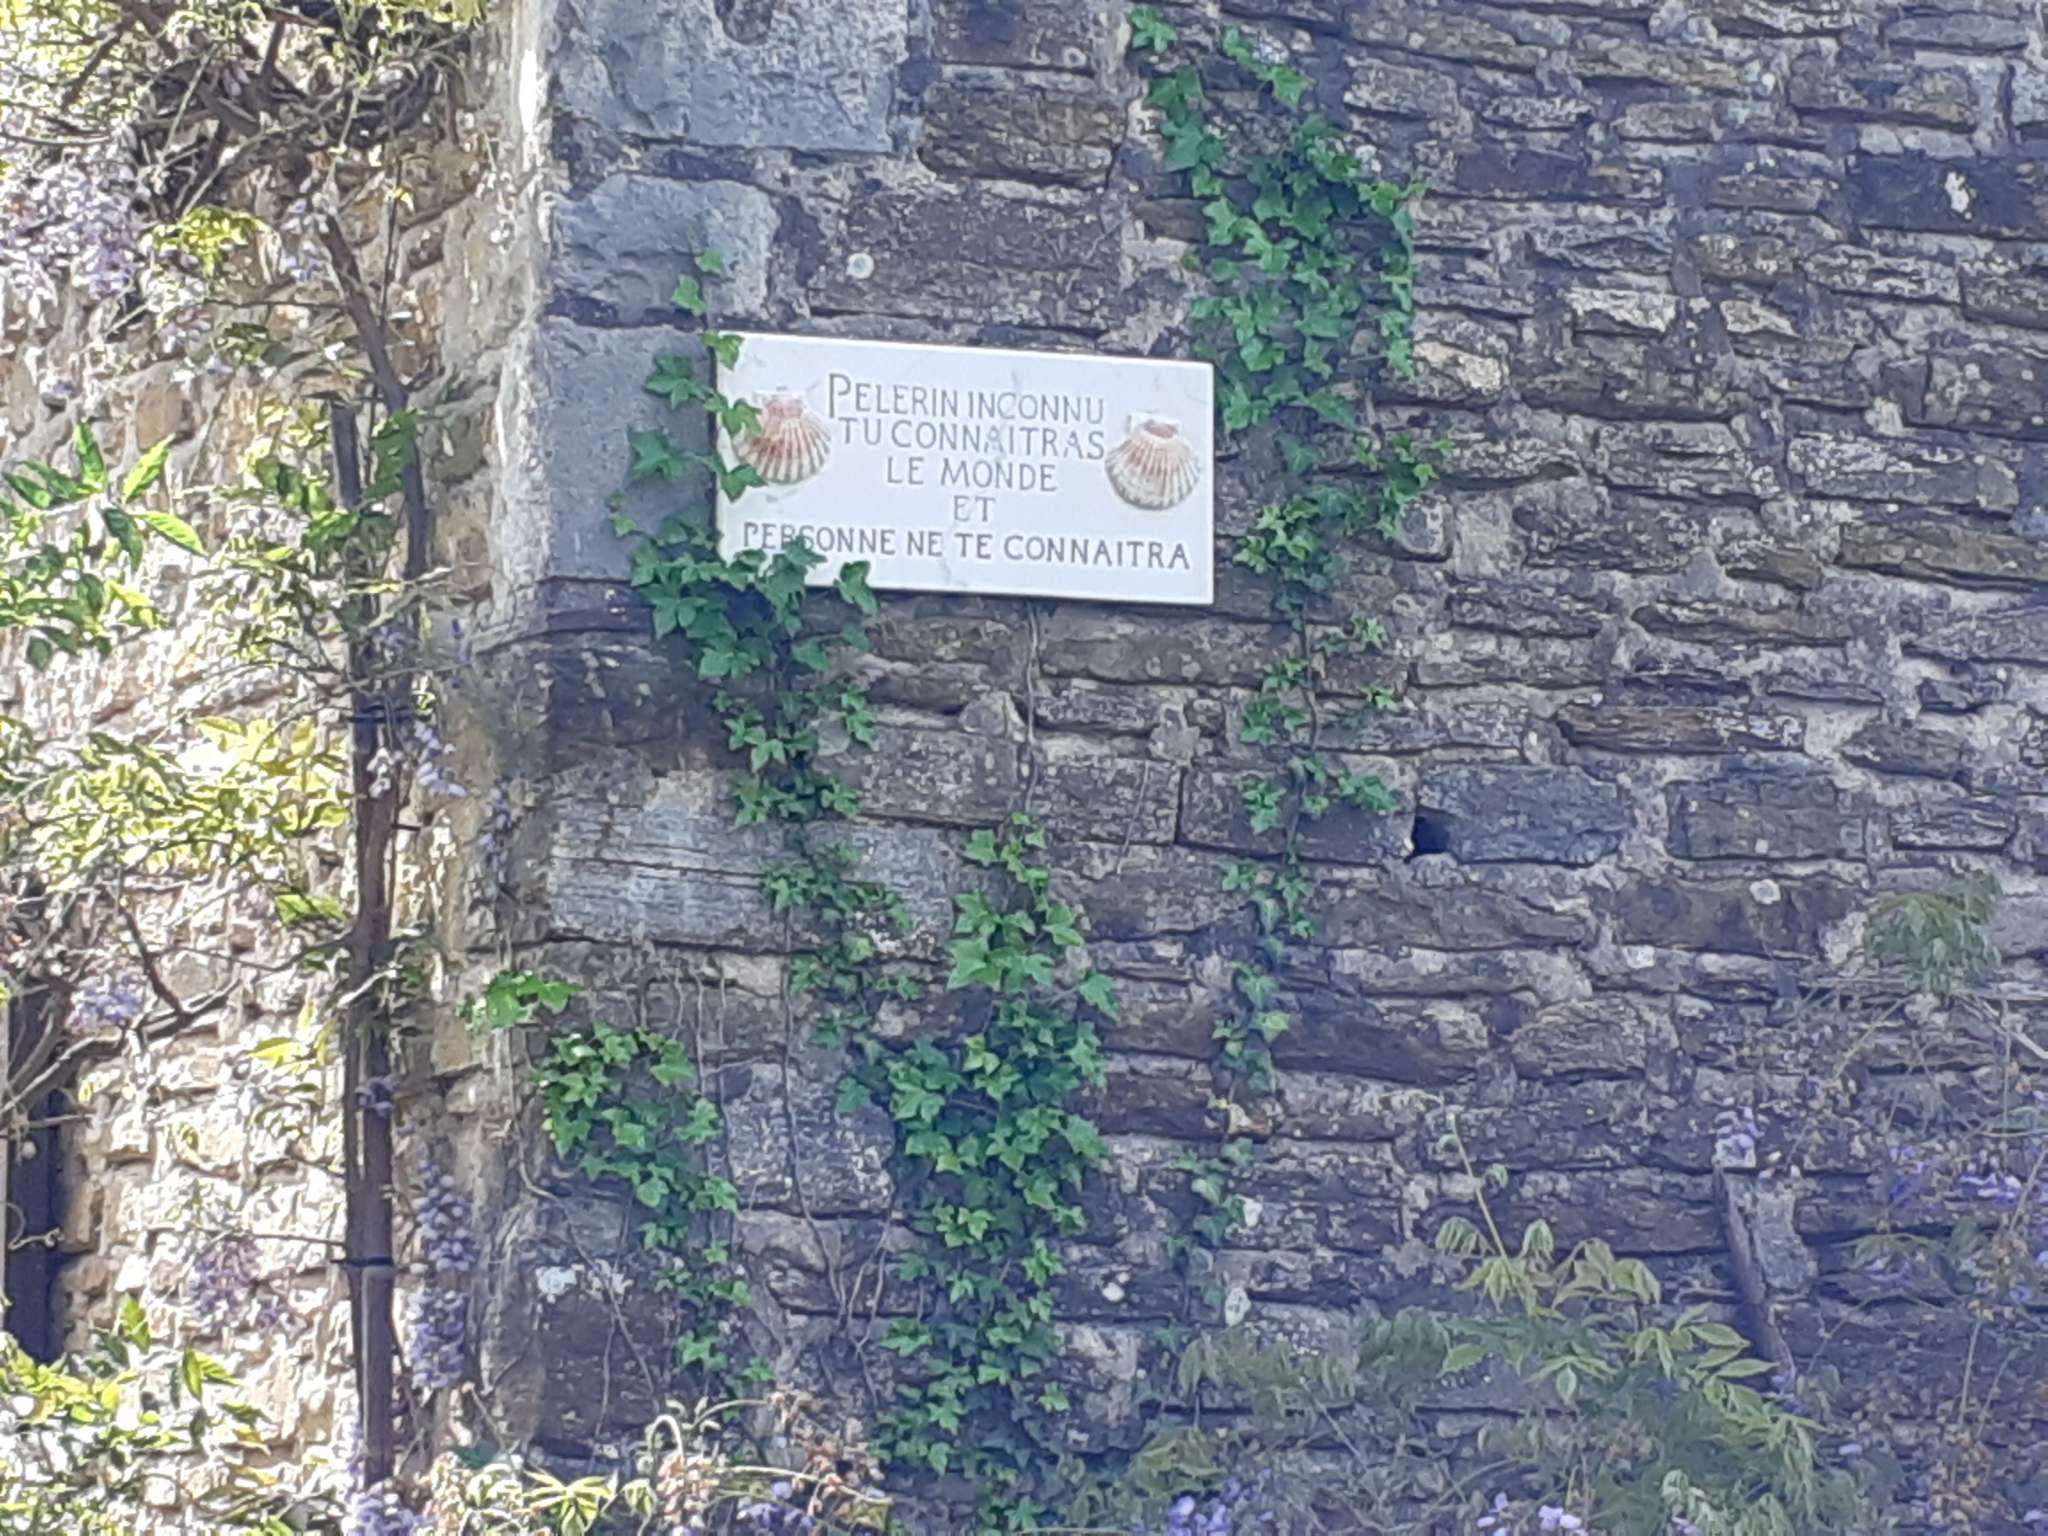 PELERIN INCONNU
TU CONNAITRAS
LE MONDE
ET
PERSONNE NE TE CONNAITRA